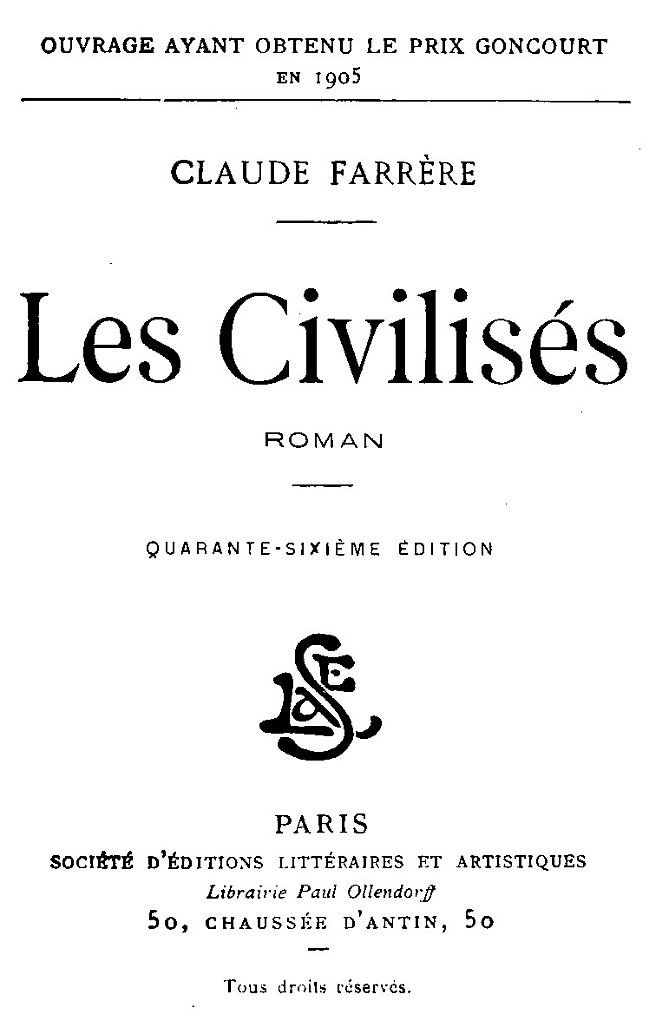 OUVRAGE AYANT OBTENU LE PRIX GONCOURT
EN 1905
CLAUDE FARRÈRE
Les Civilisés
ROMAN
QUARANTE-SIXIÈME ÉDITION
PARIS
SOCIÉTÉ D'ÉDITIONS LITTÉRAIRES ET ARTISTIQUES
Librairie Paul Ollendorff
50, CHAUSSÉE D'ANTIN, 50
Tous droits réservés.